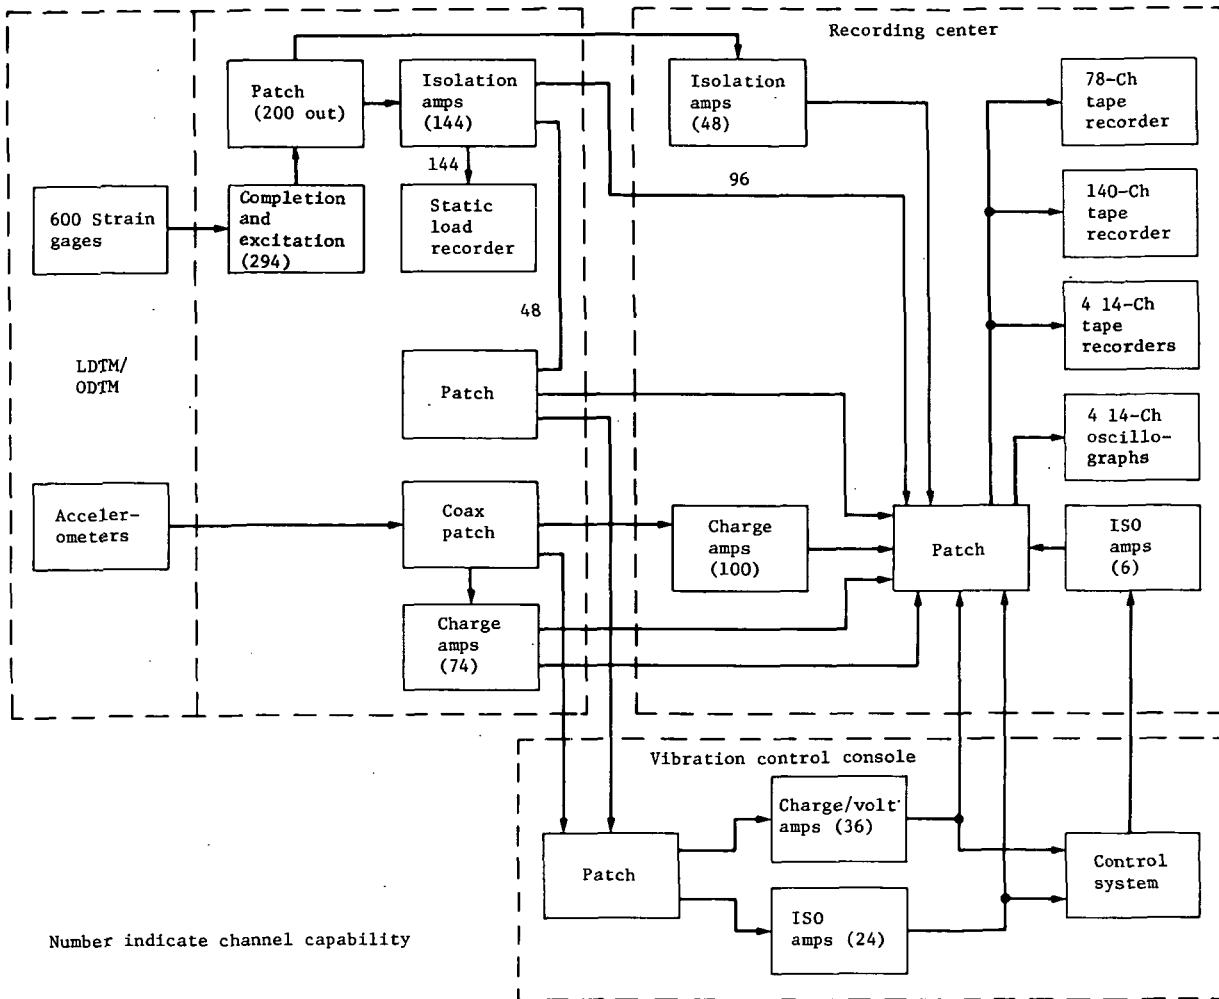 Recording center
Patch
(200 out)
Isolation
amps
(144)
Isolation
amps
(48)
78-Ch
tape
recorder
144
96
600 Strain
gages
Completion
and
excitation
(294)
Static
load
recorder
140-Ch
tape
recorder
48
4 14-Ch
tape
recorders
LDTM/
ODTM
Patch
4 14-Ch
oscillo-
graphs
Acceler-
ometers
Coax
patch
Charge
amps
(100)
Patch
ISO
amps
(6)
Charge
amps
(74)
Vibration control console
Charge/volt
amps (36)
Patch
Control
system
ISO
amps (24)
Number indicate channel capability